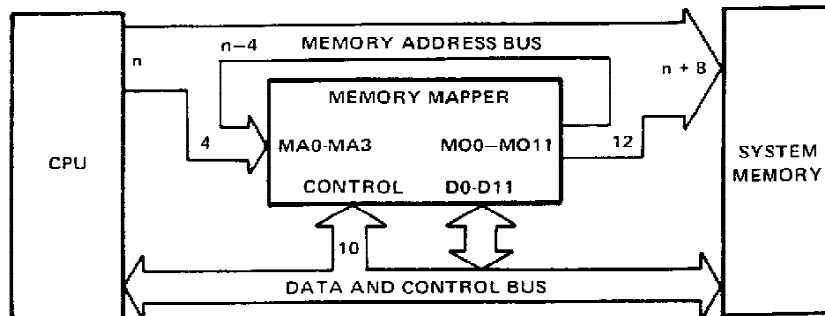 n-4
MEMORY ADDRESS BUS
n
n + 8
MEMORY MAPPER
4
MA0-MA3
MO0-MO11
12
CPU
SYSTEM
MEMORY
CONTROL
D0-D11
10
DATA AND CONTROL BUS